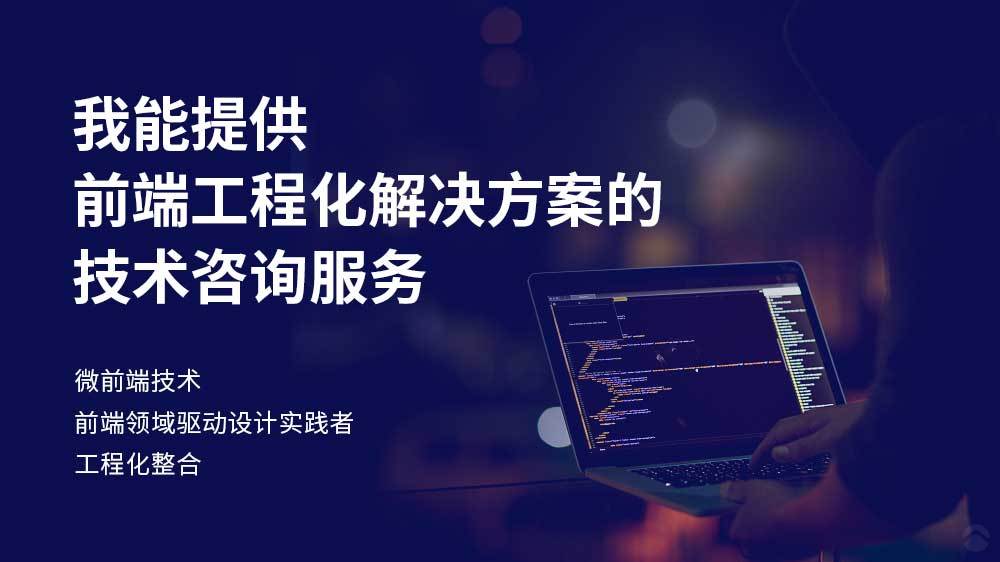 我能提供
前端工程化解决方案的
技术咨询服务
微前端技术
前端领域驱动设计实践者
工程化整合